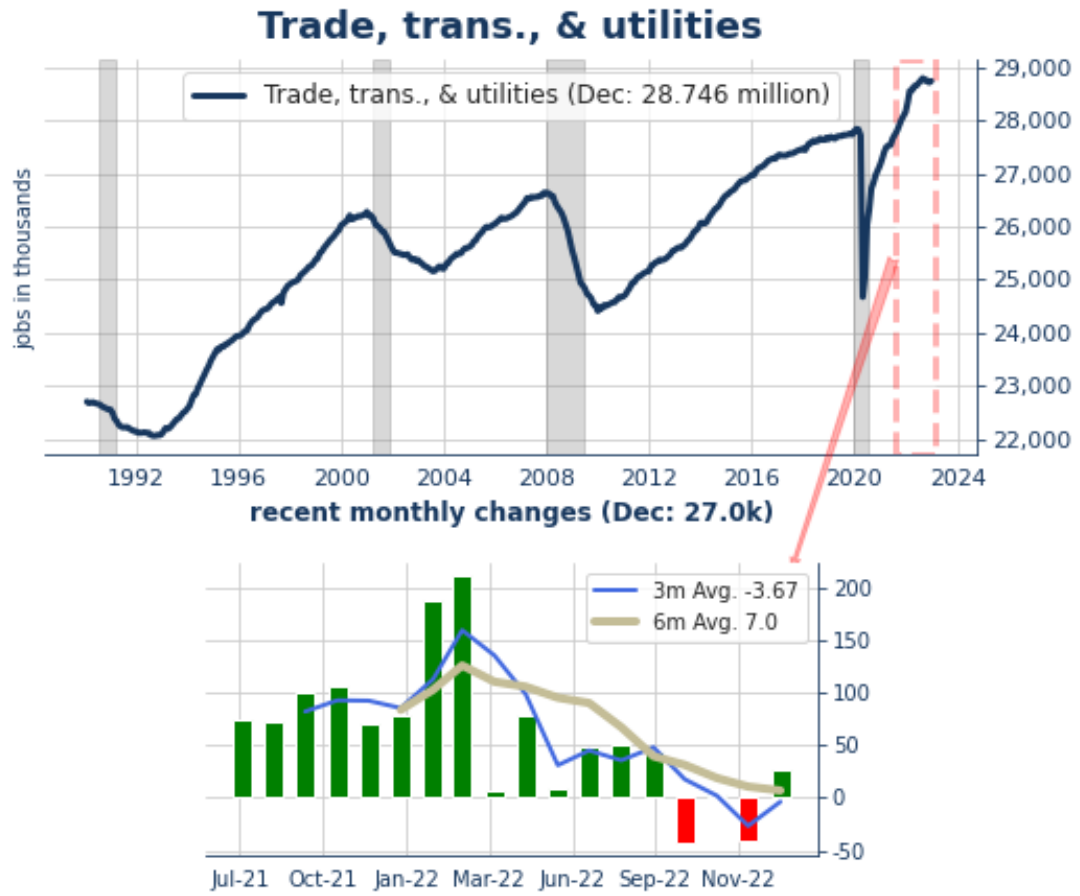 Trade, trans., & utilities
Trade, trans., & utilities (Dec: 28.746 million)
jobs in thousands
29,000
28,000
27,000
26,000
25,000
24,000
23,000
22,000
1992 1996 2000 2004 2008 2012 2016 2020 2024
recent monthly changes (Dec: 27.0k)
3m Avg. -3.67
6m Avg. 7.0
200
150
100
50
0
-50
Jul-21 Oct-21 Jan-22 Mar-22 Jun-22 Sep-22 Nov-22